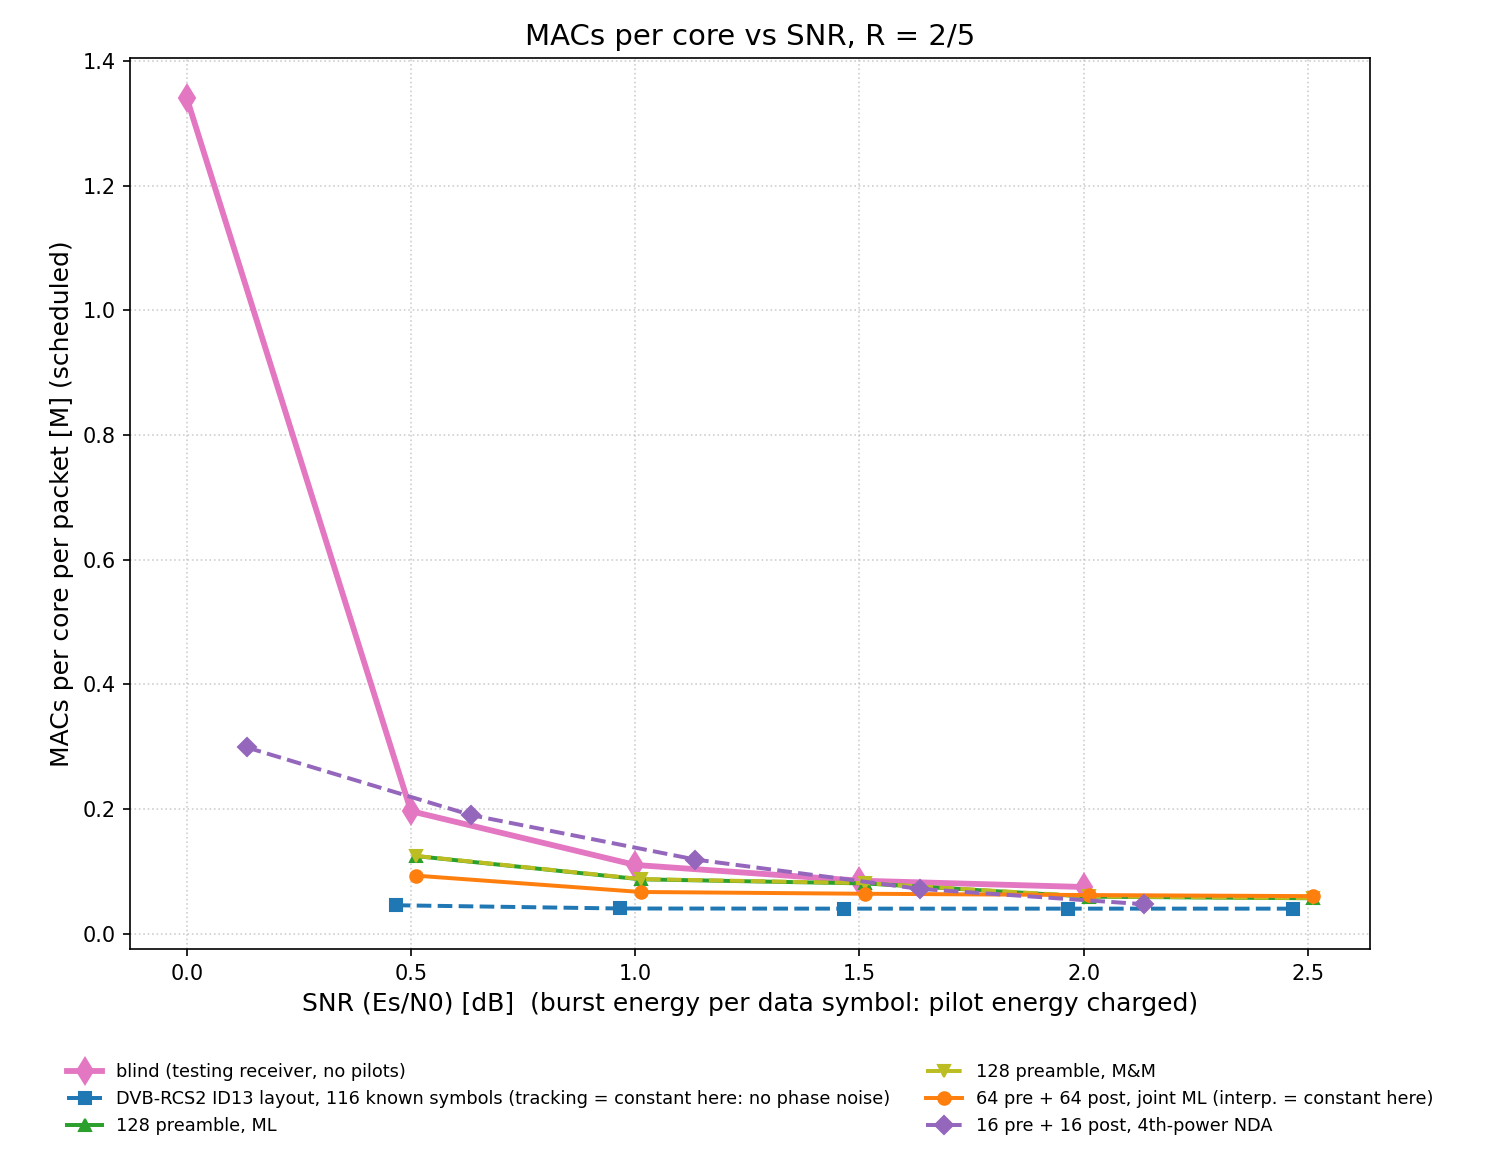 MACs per core vs SNR, R = 2/5
MACs per core per packet [M] (scheduled)
1.4
1.2
1.0
0.8
0.6
0.4
0.2
0.0
0.0 0.5 1.0 1.5 2.0 2.5
SNR (Es/N0) [dB]  (burst energy per data symbol: pilot energy charged)
blind (testing receiver, no pilots)
DVB-RCS2 ID13 layout, 116 known symbols (tracking = constant here: no phase noise)
128 preamble, ML
128 preamble, M&M
64 pre + 64 post, joint ML (interp. = constant here)
16 pre + 16 post, 4th-power NDA